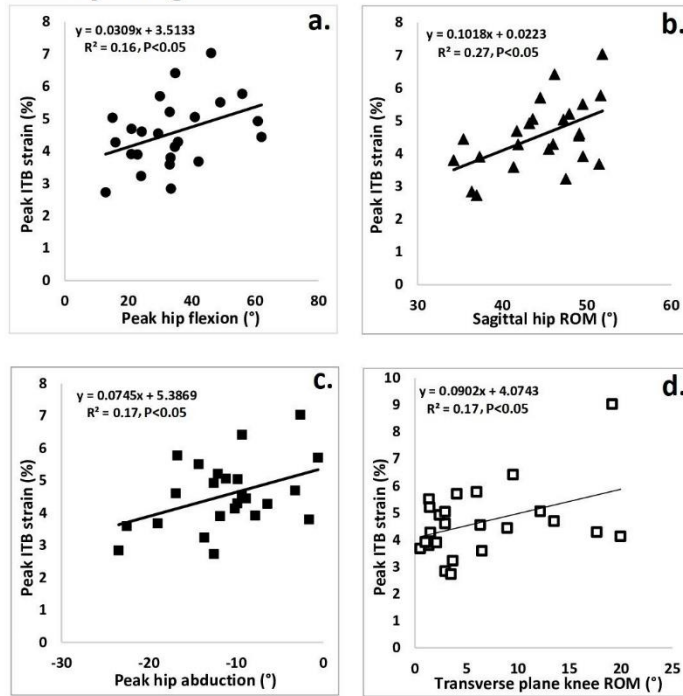 a.
y = 0.0309x + 3.5133
R² = 0.16, P<0.05
Peak ITB strain (%)
8
7
6
5
4
3
2
1
0
0 20 40 60 80
Peak hip flexion (°)
b.
y = 0.1018x + 0.0223
R² = 0.27, P<0.05
Peak ITB strain (%)
8
7
6
5
4
3
2
1
0
30 40 50 60
Sagittal hip ROM (°)
c.
y = 0.0745x + 5.3869
R² = 0.17, P<0.05
Peak ITB strain (%)
8
7
6
5
4
3
2
1
0
-30 -20 -10 0
Peak hip abduction (°)
d.
y = 0.0902x + 4.0743
R² = 0.17, P<0.05
Peak ITB strain (%)
10
9
8
7
6
5
4
3
2
1
0
0 5 10 15 20 25
Transverse plane knee ROM (°)